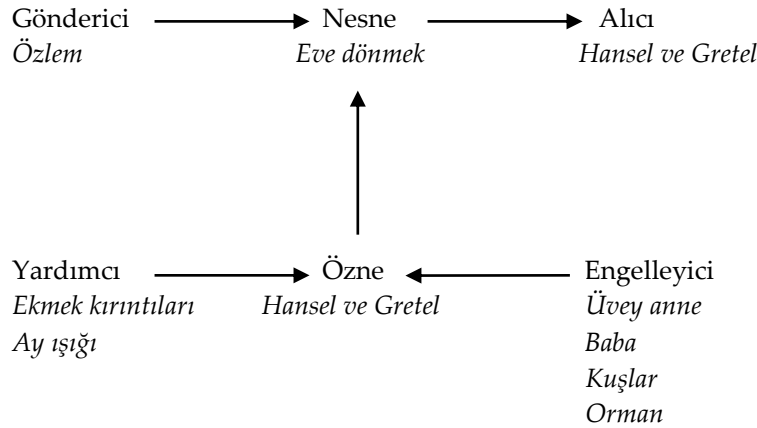 Gönderici Nesne Alıcı
Özlem Eve dönmek Hansel ve Gretel
Yardımcı Özne Engelleyici
Ekmek kırıntıları Hansel ve Gretel Üvey anne
Ay ışığı Baba
Kuşlar
Orman